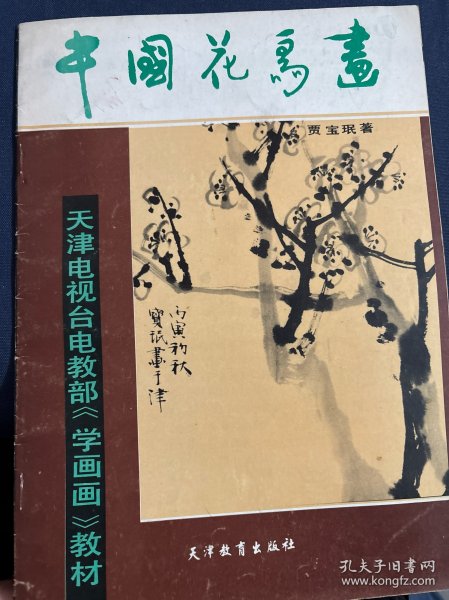 中國花鳥畫
贾宝珉著
天津电视台电教部《学画画》教材
丙寅初秋
寶珉畫于津
天津教育出版社
孔夫子旧书网
www.kongfz.com